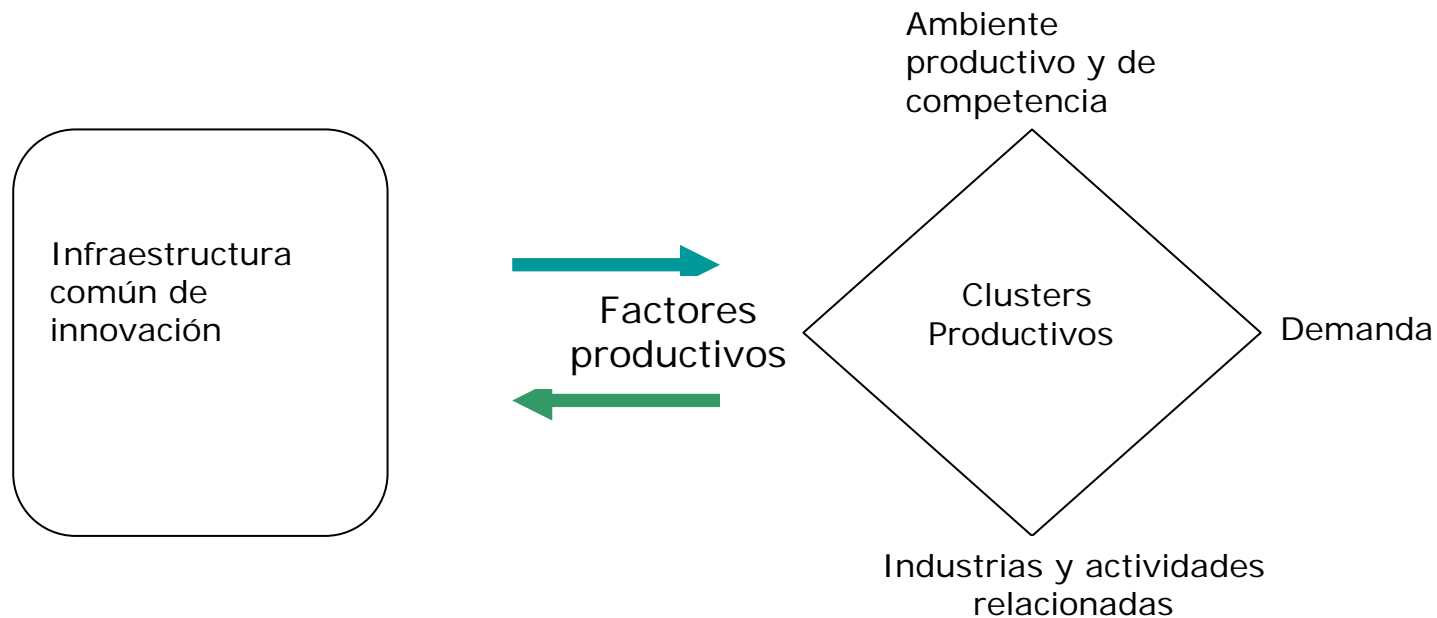 Ambiente
productivo y de
competencia
Infraestructura
común de
innovación
Factores
productivos
Clusters
Productivos
Demanda
Industrias y actividades
relacionadas